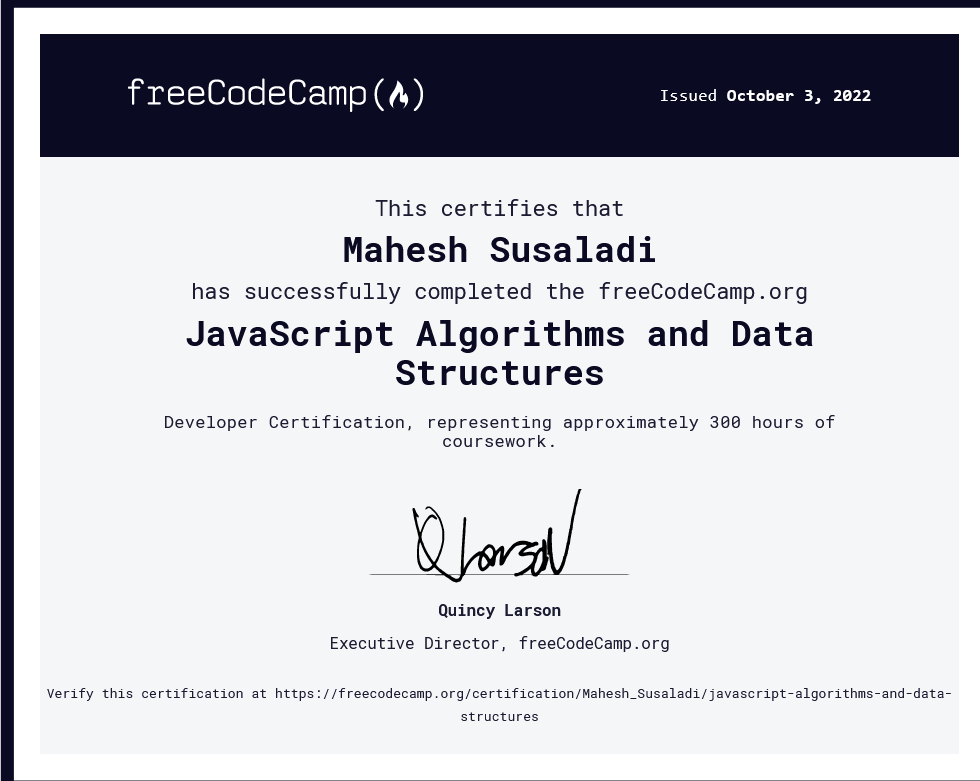 freeCodeCamp
Issued October 3, 2022
This certifies that
Mahesh Susaladi
has successfully completed the freeCodeCamp.org
JavaScript Algorithms and Data
Structures
Developer Certification, representing approximately 300 hours of
coursework.
Q Larson
Quincy Larson
Executive Director, freeCodeCamp.org
Verify this certification at https://freecodecamp.org/certification/Mahesh_Susaladi/javascript-algorithms-and-data-
structures